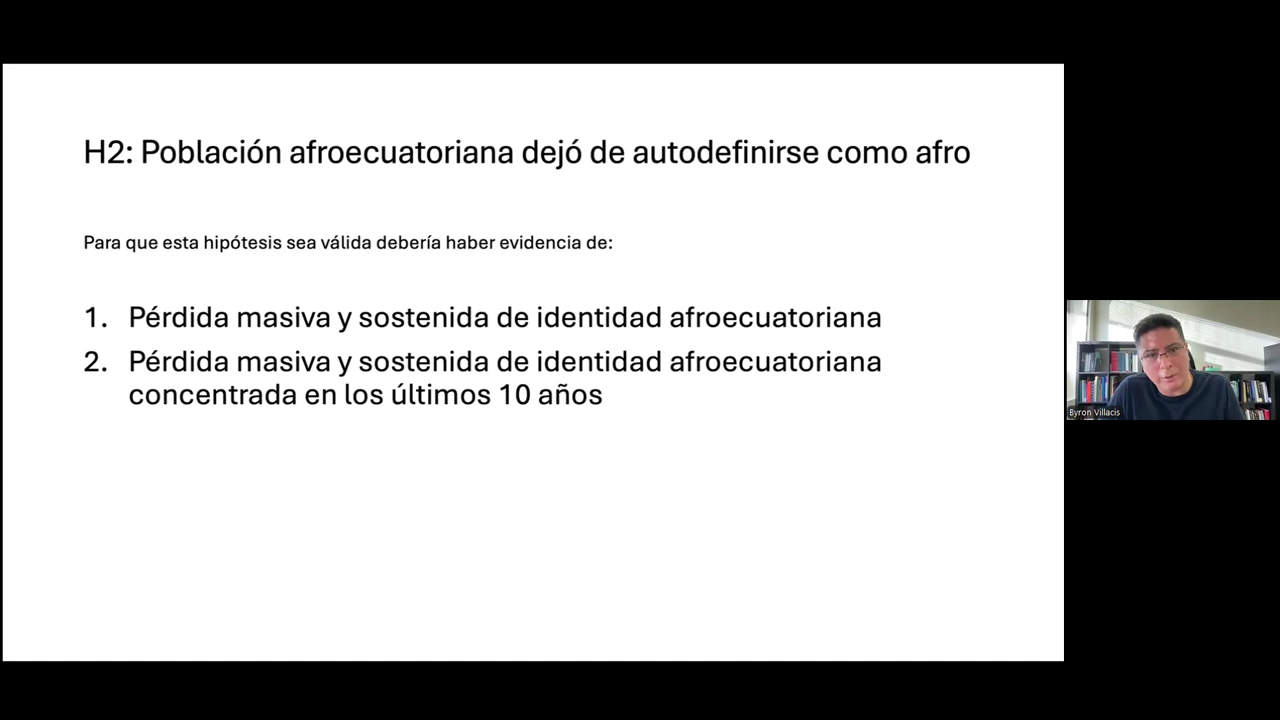 H2: Población afroecuatoriana dejó de autodefinirse como afro
Para que esta hipótesis sea válida debería haber evidencia de:
1. Pérdida masiva y sostenida de identidad afroecuatoriana
2. Pérdida masiva y sostenida de identidad afroecuatoriana
concentrada en los últimos 10 años
Byron Villacis